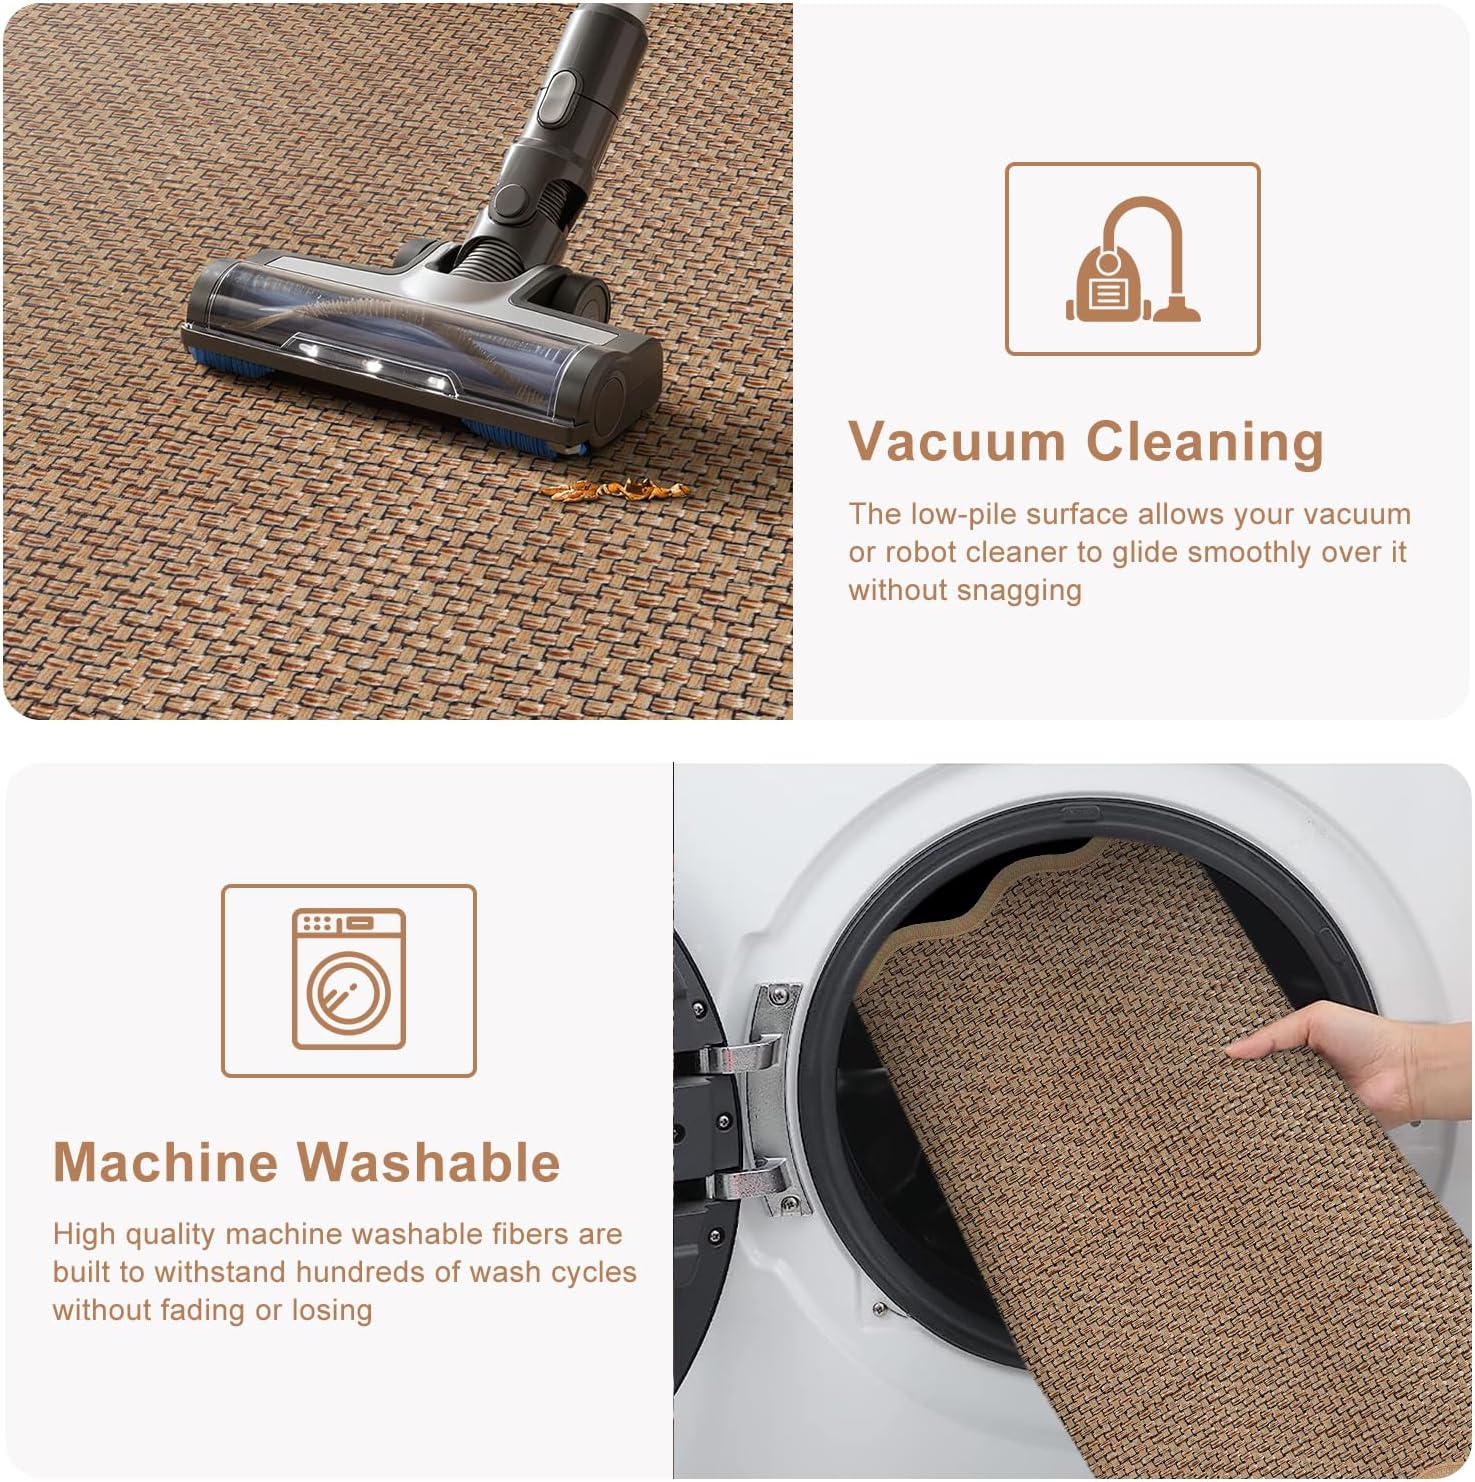 Vacuum Cleaning
The low-pile surface allows your vacuum
or robot cleaner to glide smoothly over it
without snagging
Machine Washable
High quality machine washable fibers are
built to withstand hundreds of wash cycles
without fading or losing